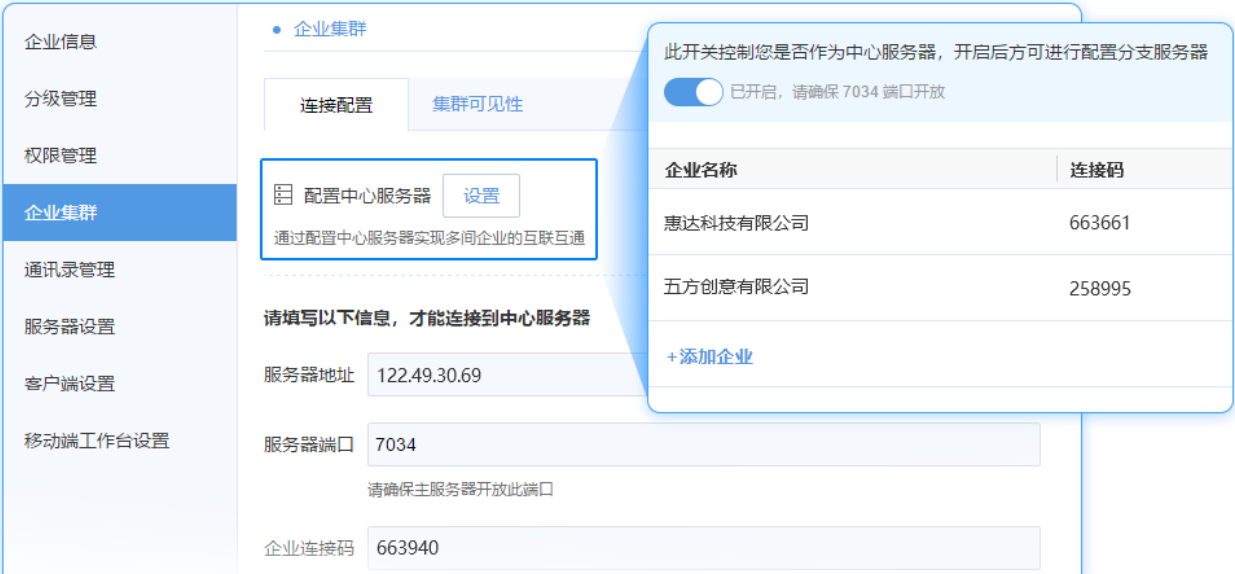 企业信息
分级管理
权限管理
企业集群
通讯录管理
服务器设置
客户端设置
移动端工作台设置
企业集群
连接配置
集群可见性
配置中心服务器
设置
通过配置中心服务器实现多间企业的互联互通
请填写以下信息，才能连接到中心服务器
服务器地址 122.49.30.69
服务器端口 7034
请确保主服务器开放此端口
企业连接码 663940
此开关控制您是否作为中心服务器，开启后方可进行配置分支服务器
已开启，请确保 7034 端口开放
企业名称 连接码
惠达科技有限公司 663661
五方创意有限公司 258995
+添加企业